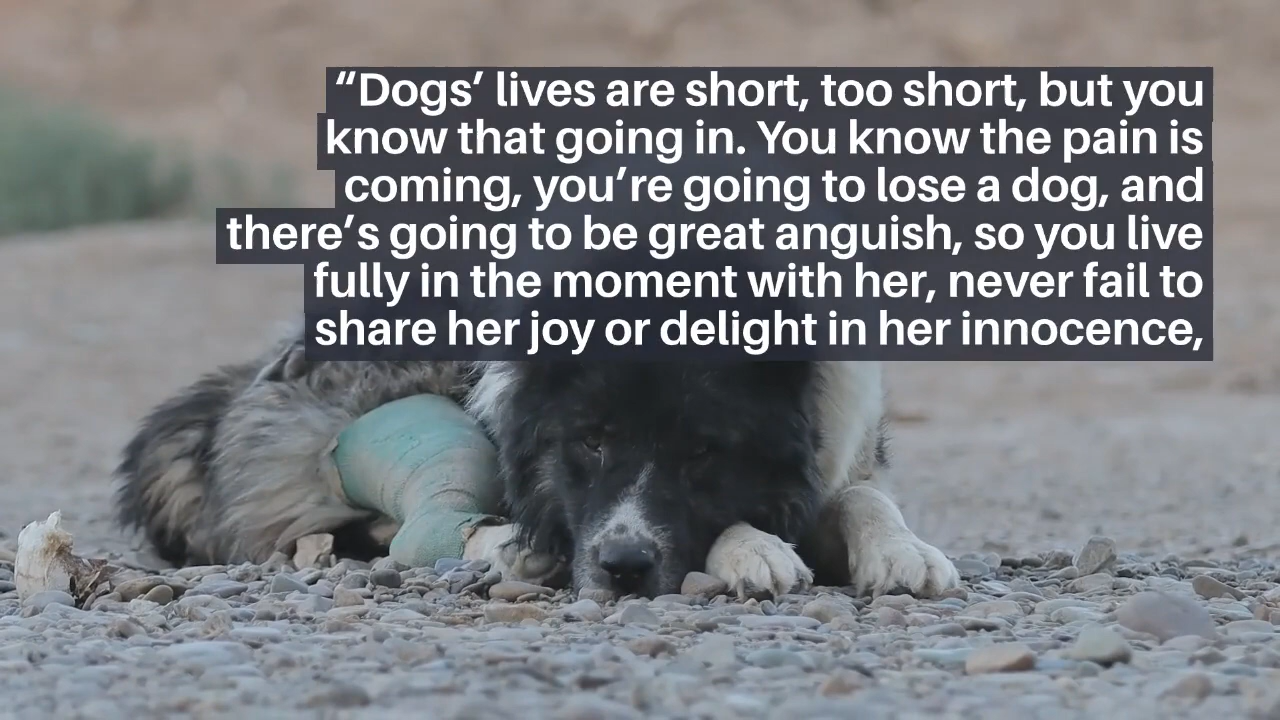 “Dogs’ lives are short, too short, but you
know that going in. You know the pain is
coming, you’re going to lose a dog, and
there’s going to be great anguish, so you live
fully in the moment with her, never fail to
share her joy or delight in her innocence,